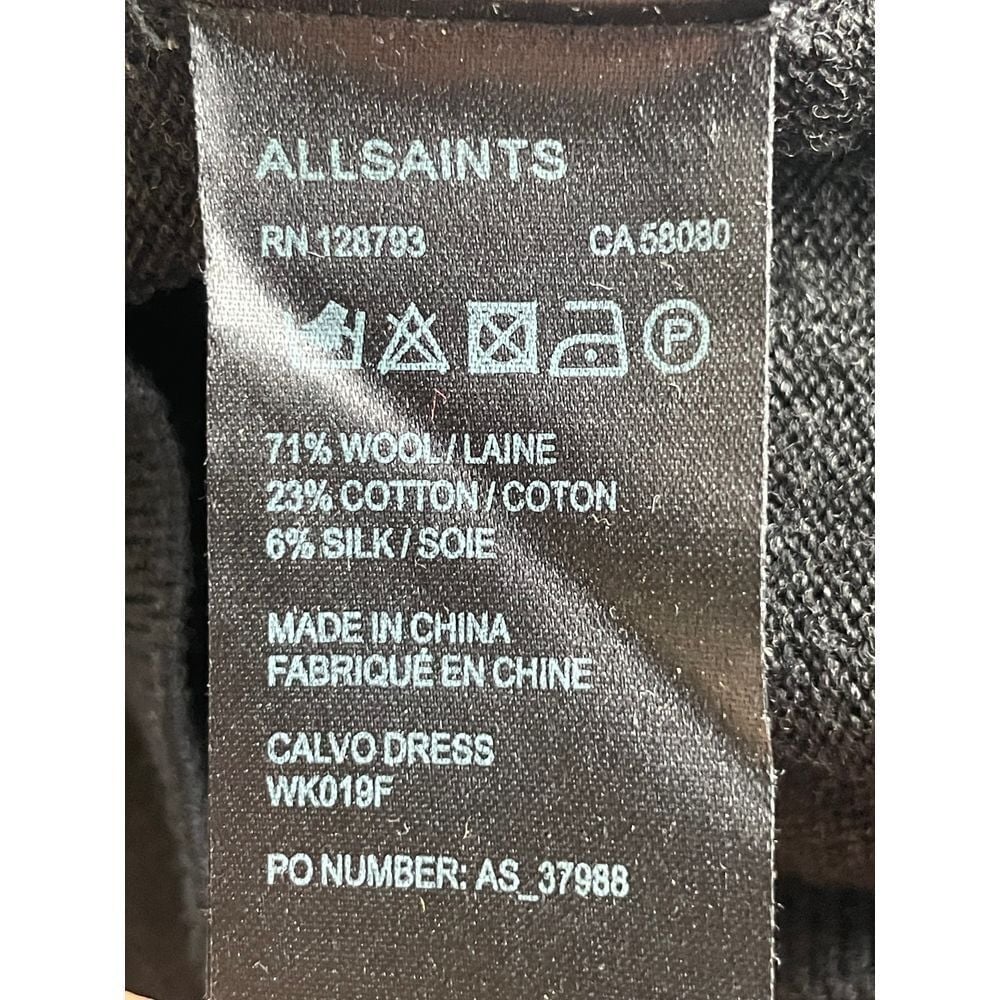 ALLSAINTS
RN 128793 CA 58080
P
71% WOOL / LAINE
23% COTTON / COTON
6% SILK / SOIE
MADE IN CHINA
FABRIQUÉ EN CHINE
CALVO DRESS
WK019F
PO NUMBER: AS_37988